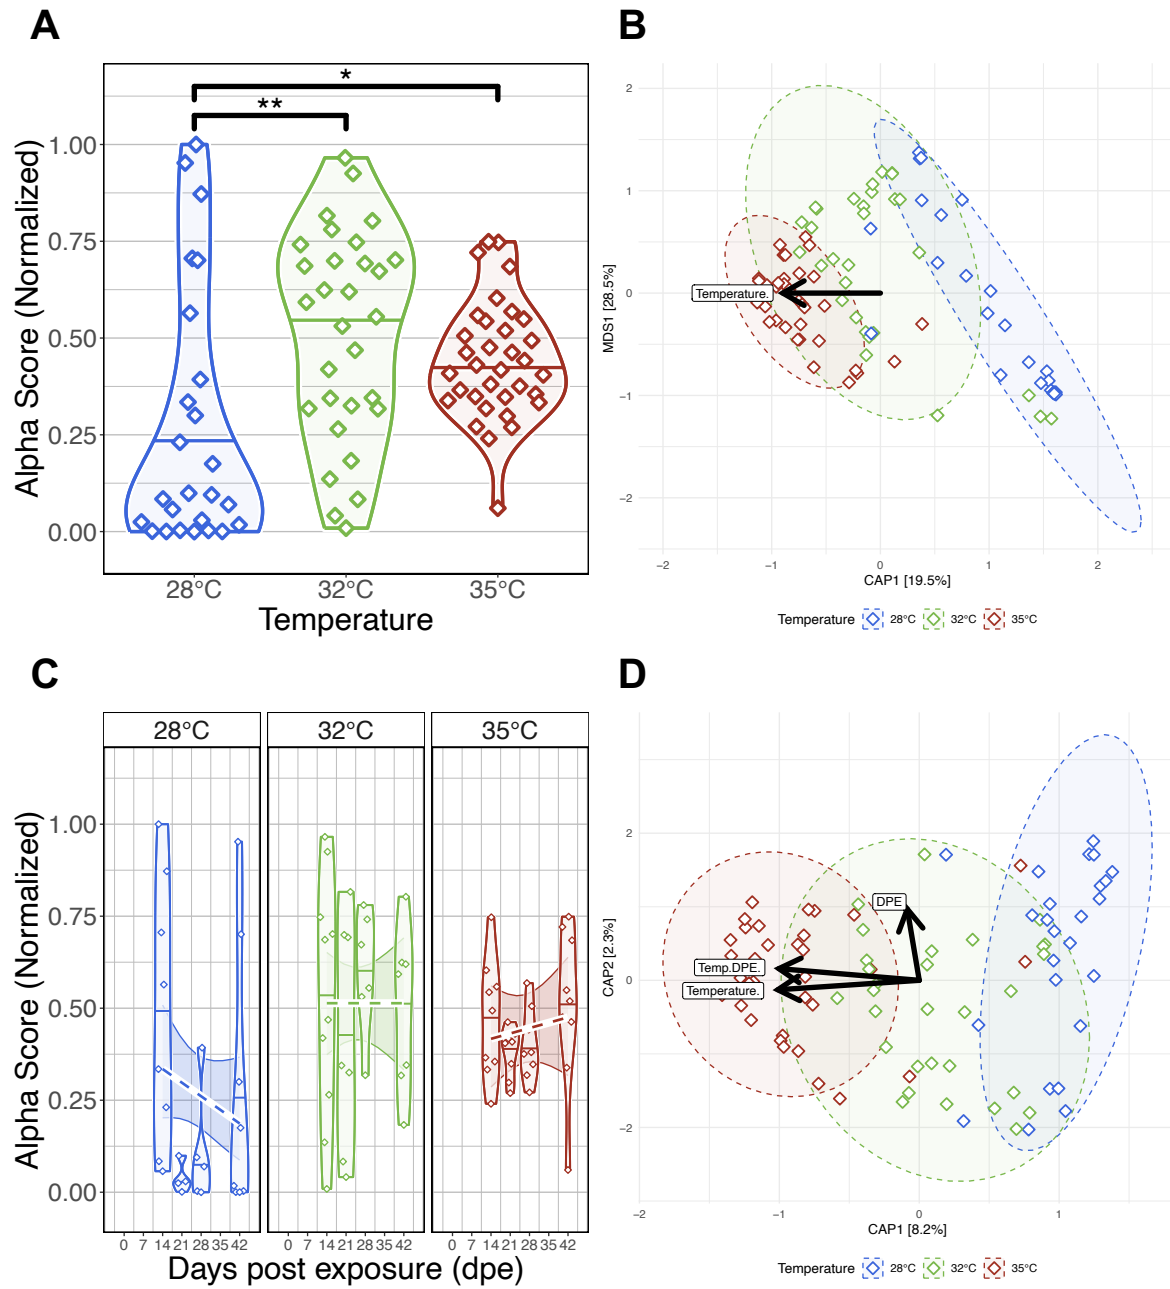 A
*
**
1.00
0.75
0.50
0.25
0.00
Alpha Score (Normalized)
28°C 32°C 35°C
Temperature
B
2
1
0
−1
−2
MDS1 [28.5%]
Temperature.
−2 −1 0 1 2
CAP1 [19.5%]
Temperature 28°C 32°C 35°C
C
28°C 32°C 35°C
1.00
0.75
0.50
0.25
0.00
Alpha Score (Normalized)
0 7 14 21 28 35 42 0 7 14 21 28 35 42 0 7 14 21 28 35 42
Days post exposure (dpe)
D
2
0
−2
CAP2 [2.3%]
DPE
Temp.DPE.
Temperature.
−2 −1 0 1
CAP1 [8.2%]
Temperature 28°C 32°C 35°C